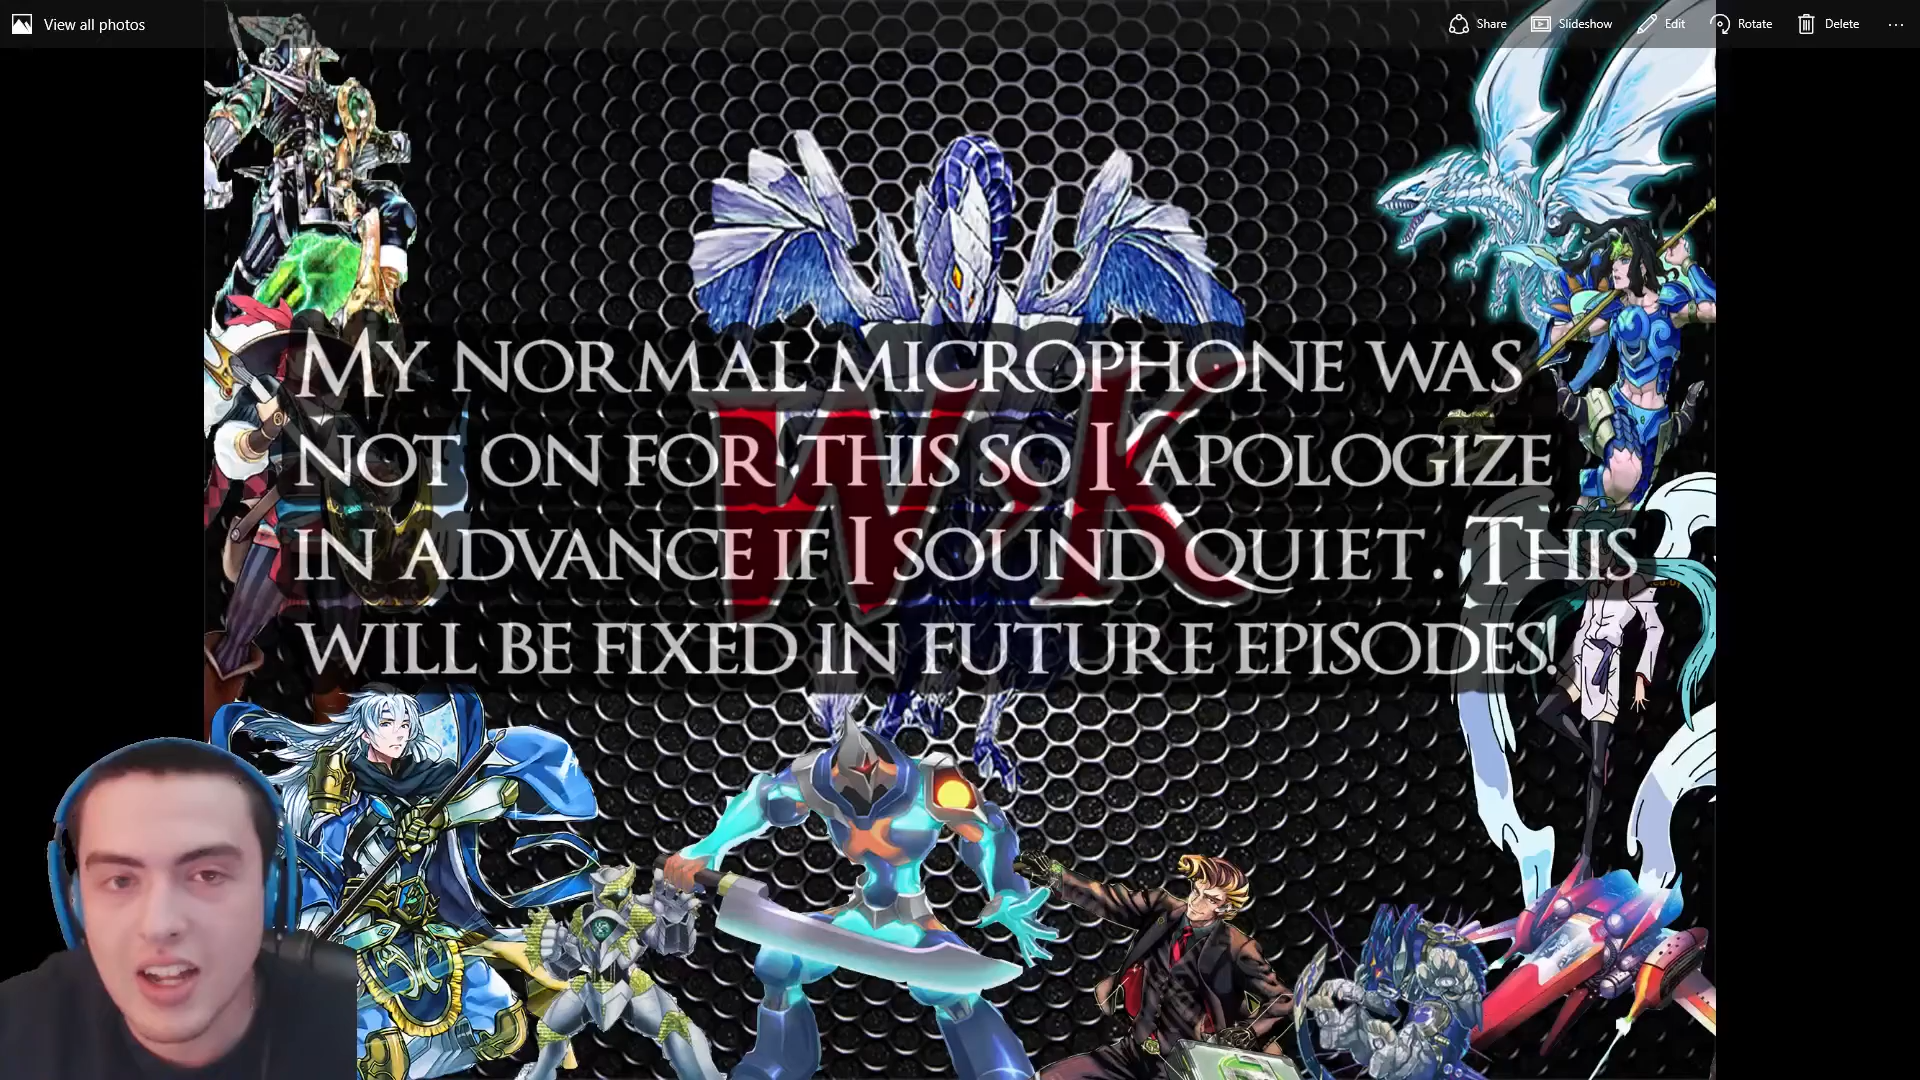 View all photos
Share
Slideshow
Edit
Rotate
Delete
My normal microphone was
not on for this so I apologize
in advance if I sound quiet. This
will be fixed in future episodes!
W K